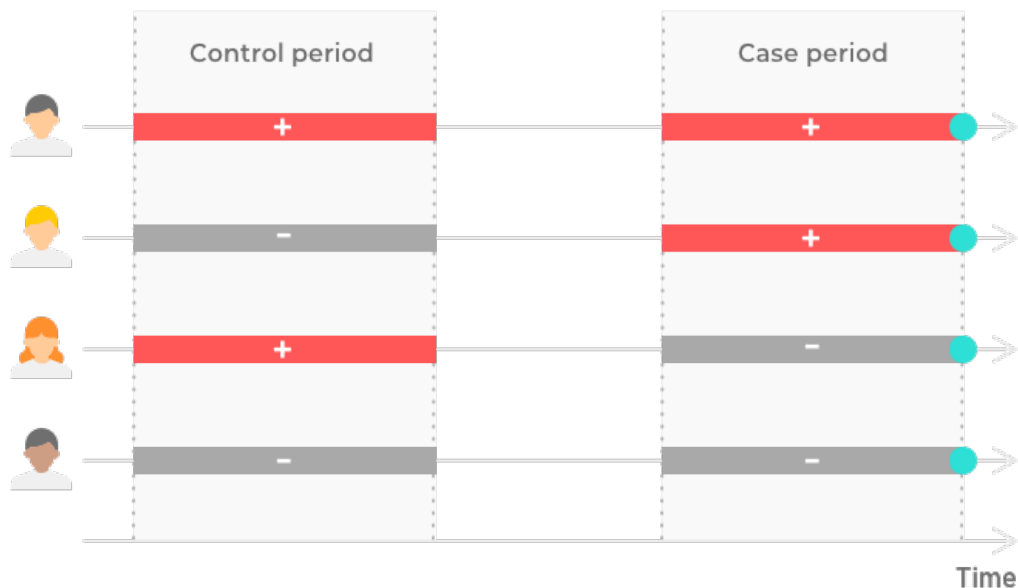 Control period
Case period
+ +
- +
+ -
- -
Time